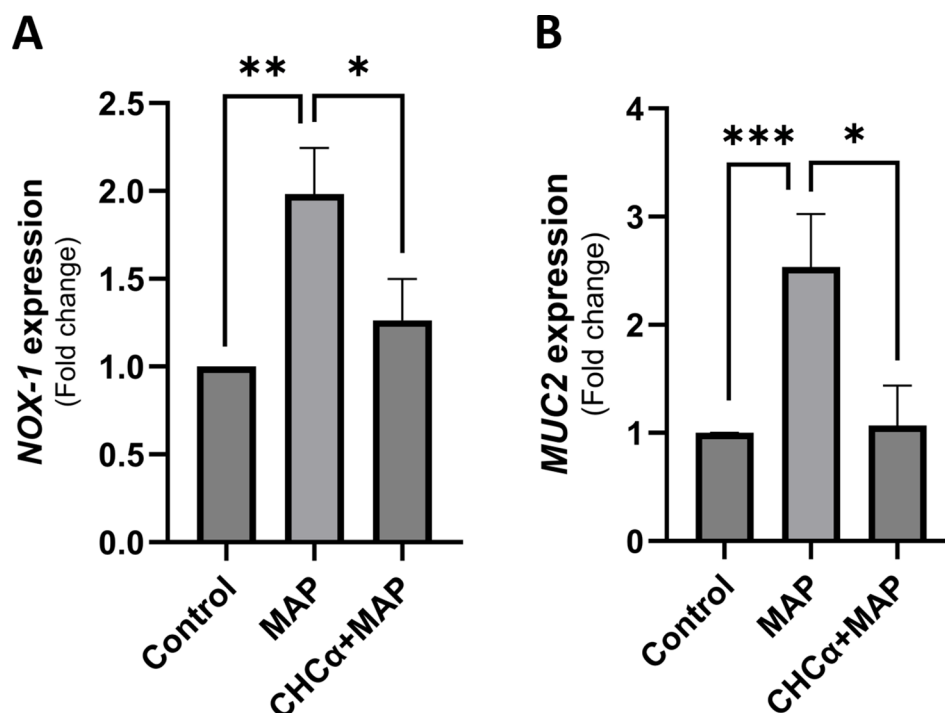 A
** *
NOX-1 expression
(Fold change)
2.5
2.0
1.5
1.0
0.5
0.0
Control
MAP
CHCα+MAP
B
*** *
MUC2 expression
(Fold change)
4
3
2
1
0
Control
MAP
CHCα+MAP